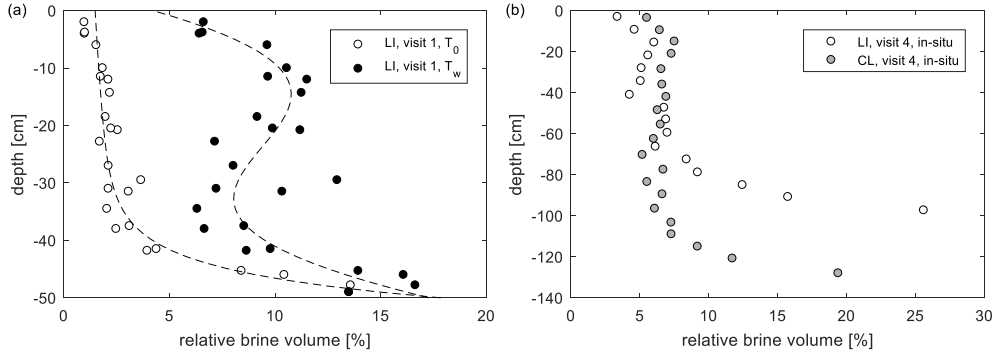 (a)
0
-10
-20
-30
-40
-50
depth [cm]
0 5 10 15 20
relative brine volume [%]
LI, visit 1, T0
LI, visit 1, Tw
(b)
0
-20
-40
-60
-80
-100
-120
-140
depth [cm]
0 5 10 15 20 25 30
relative brine volume [%]
LI, visit 4, in-situ
CL, visit 4, in-situ